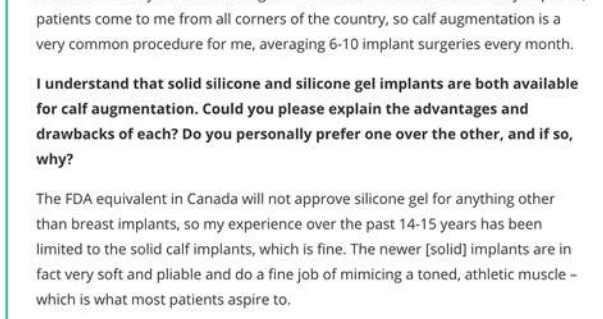 patients come to me from all corners of the country, so calf augmentation is a
very common procedure for me, averaging 6-10 implant surgeries every month.
I understand that solid silicone and silicone gel implants are both available
for calf augmentation. Could you please explain the advantages and
drawbacks of each? Do you personally prefer one over the other, and if so,
why?
The FDA equivalent in Canada will not approve silicone gel for anything other
than breast implants, so my experience over the past 14-15 years has been
limited to the solid calf implants, which is fine. The newer [solid] implants are in
fact very soft and pliable and do a fine job of mimicing a toned, athletic muscle –
which is what most patients aspire to.